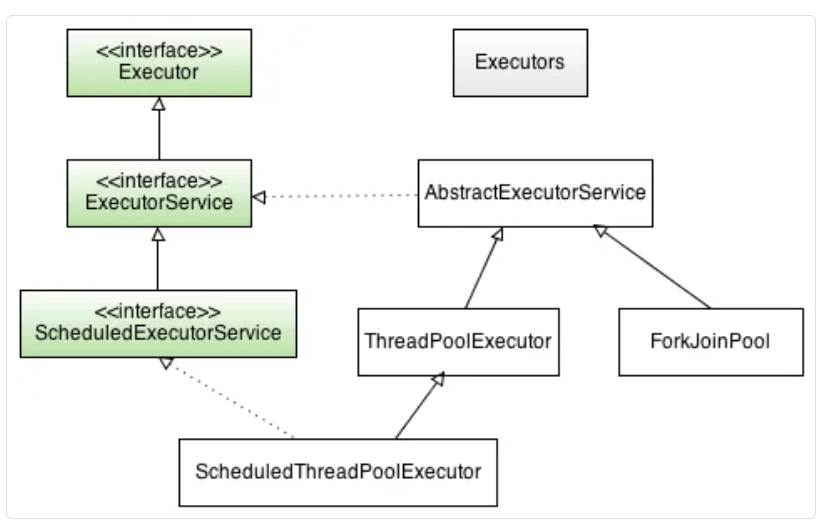 <<interface>>
Executor
Executors
<<interface>>
ExecutorService
AbstractExecutorService
<<interface>>
ScheduledExecutorService
ThreadPoolExecutor
ForkJoinPool
ScheduledThreadPoolExecutor